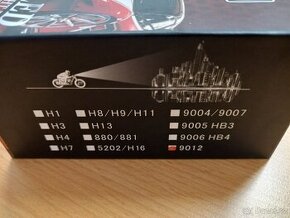 ED
H1 H8/H9/H11 9004/9007
H3 H13 9005 HB3
H4 880/881 9006 HB4
H7 5202/H16 9012